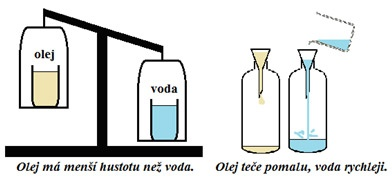 olej
voda
Olej má menší hustotu než voda.
Olej teče pomalu, voda rychleji.